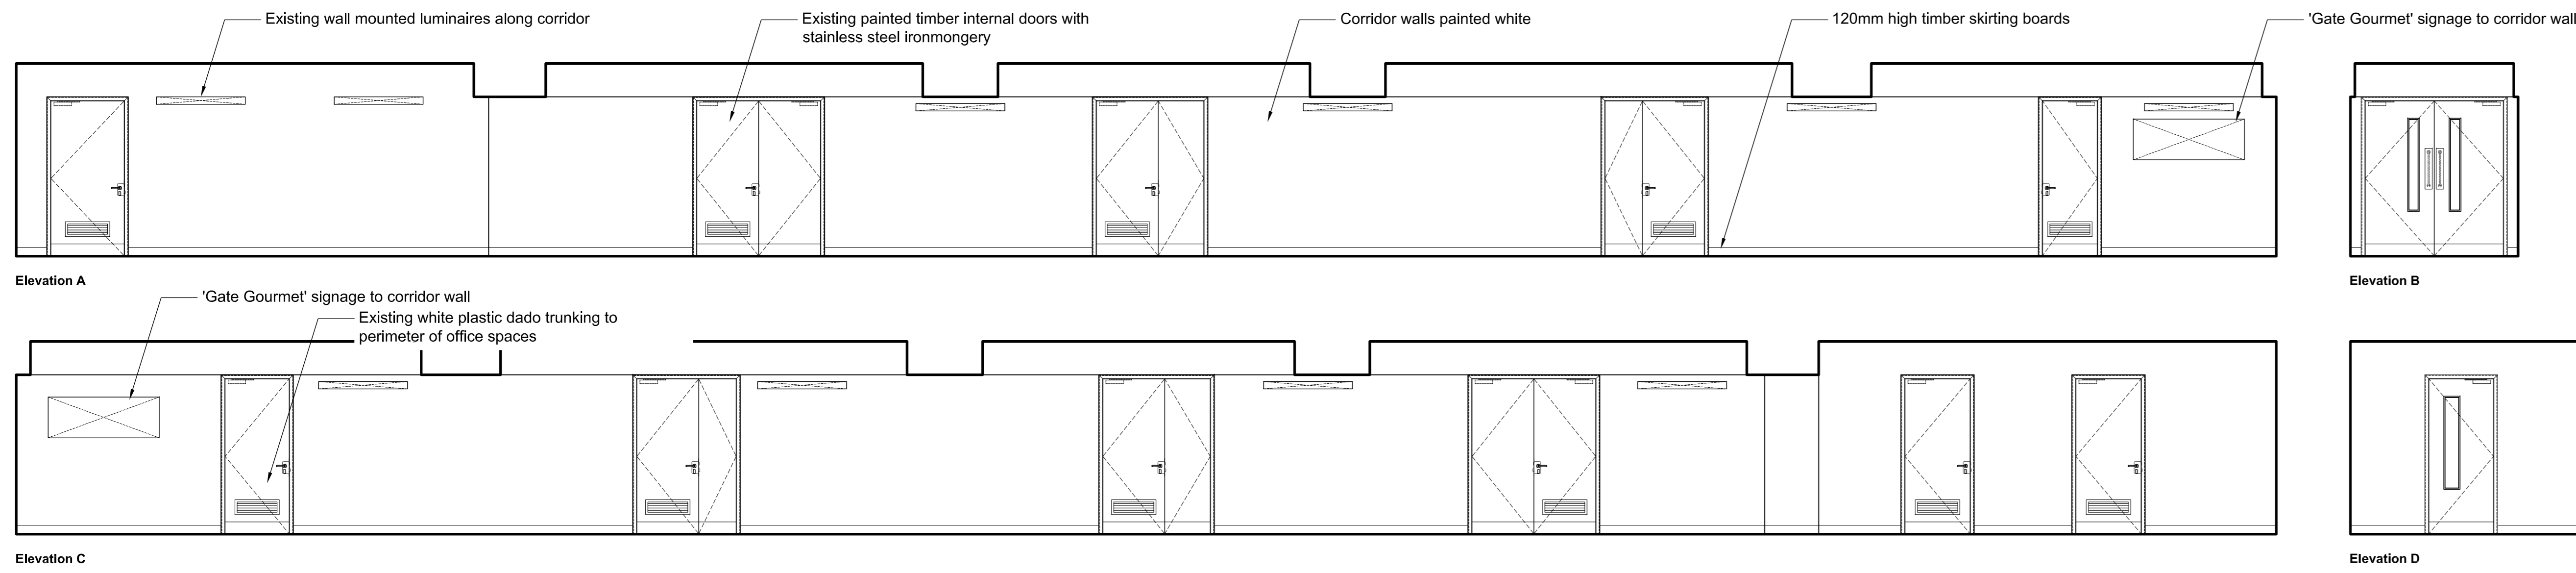 Existing wall mounted luminaires along corridor
Existing painted timber internal doors with
stainless steel ironmongery
Corridor walls painted white
120mm high timber skirting boards
'Gate Gourmet' signage to corridor wall
Elevation A
Elevation B
'Gate Gourmet' signage to corridor wall
Existing white plastic dado trunking to
perimeter of office spaces
Elevation C
Elevation D